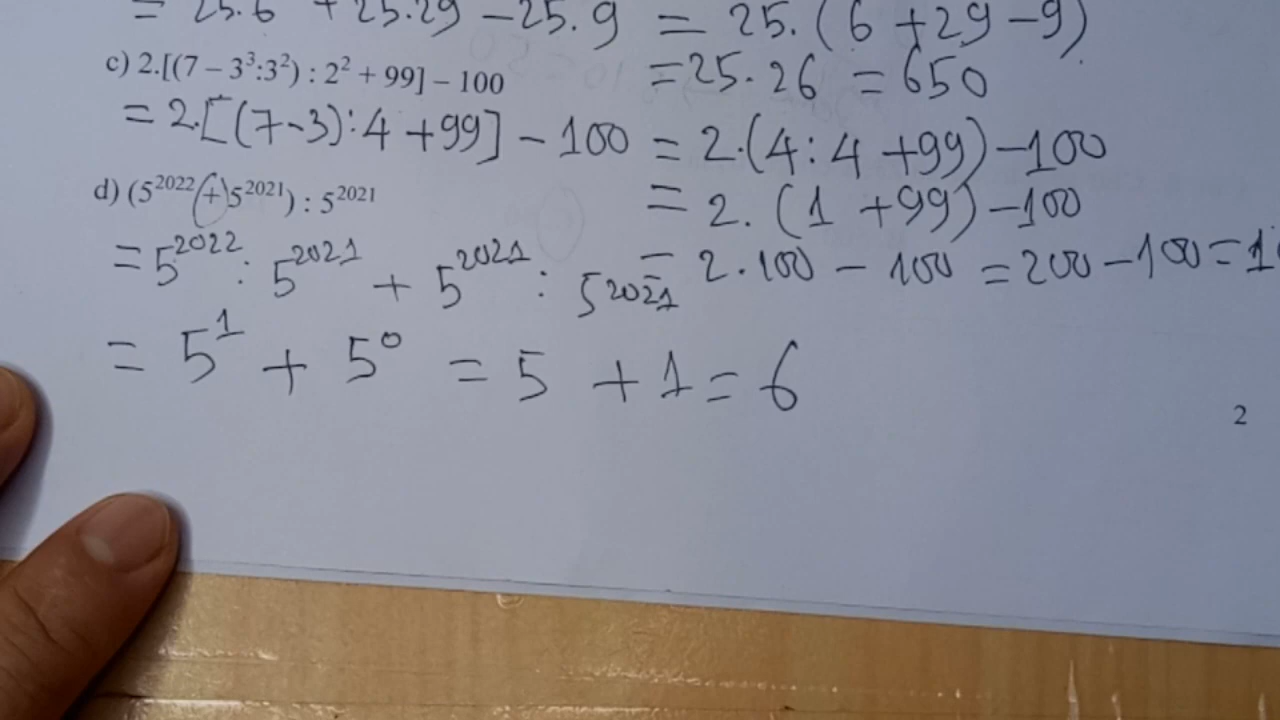 = 25.6 + 25.29 – 25.9 = 25.(6 + 29 – 9)
= 25.26 = 650
c) 2.[(7 – 3³:3²) : 2² + 99] – 100
= 2.[(7-3):4 +99] - 100 = 2.(4:4 +99) -100
= 2. (1 +99) -100
= 2.100 - 100 = 200 -100 =
d) (5²⁰²² + 5²⁰²¹) : 5²⁰²¹
= 5²⁰²² : 5²⁰²¹ + 5²⁰²¹ : 5²⁰²¹
= 5¹ + 5⁰ = 5 + 1 = 6
2